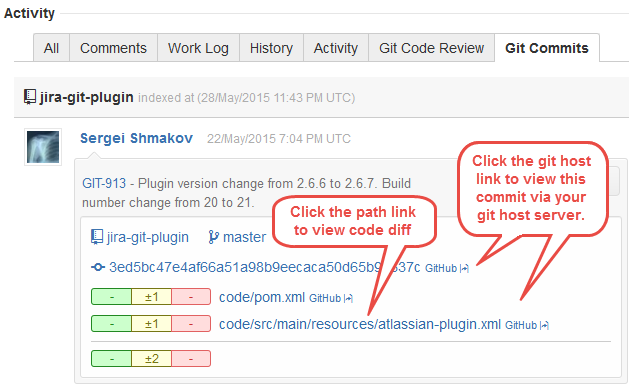 Activity
All Comments Work Log History Activity Git Code Review Git Commits
jira-git-plugin indexed at (28/May/2015 11:43 PM UTC)
Sergei Shmakov 22/May/2015 7:04 PM UTC
GIT-913 - Plugin version change from 2.6.6 to 2.6.7. Build
number change from 20 to 21.
Click the git host
link to view this
commit via your
git host server.
Click the path link
to view code diff
jira-git-plugin master
GitHub
- ±1 - code/pom.xml GitHub
- ±1 - code/src/main/resources/atlassian-plugin.xml GitHub
- ±2 -